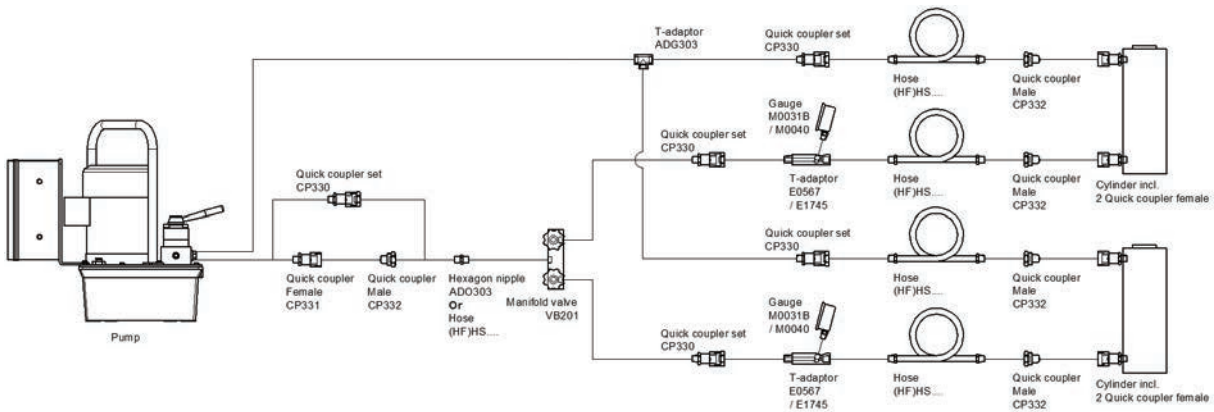 T-adaptor
ADG303
Quick coupler set
CP330
Hose
(HF)HS....
Quick coupler
Male
CP332
Gauge
M0031B
/ M0040
Quick coupler set
CP330
T-adaptor
E0567
/ E1745
Hose
(HF)HS....
Quick coupler
Male
CP332
Cylinder incl.
2 Quick coupler female
Quick coupler set
CP330
Quick coupler
Female
CP331
Quick coupler
Male
CP332
Hexagon nipple
ADO303
Or
Hose
(HF)HS....
Manifold valve
VB201
Pump
Quick coupler set
CP330
Hose
(HF)HS....
Quick coupler
Male
CP332
Gauge
M0031B
/ M0040
Quick coupler set
CP330
T-adaptor
E0567
/ E1745
Hose
(HF)HS....
Quick coupler
Male
CP332
Cylinder incl.
2 Quick coupler female